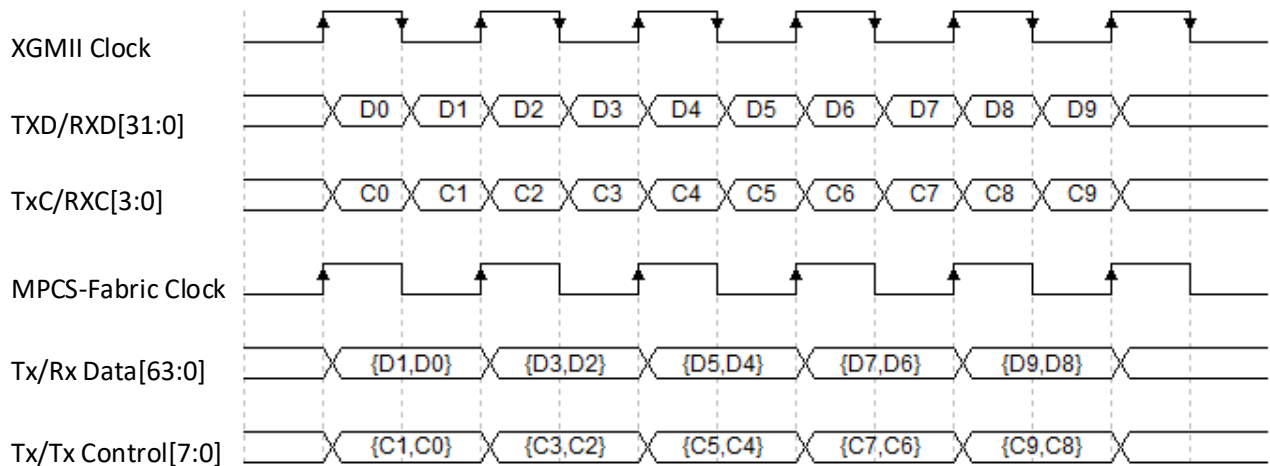 XGMII Clock
TXD/RXD[31:0] D0 D1 D2 D3 D4 D5 D6 D7 D8 D9
TxC/RXC[3:0] C0 C1 C2 C3 C4 C5 C6 C7 C8 C9
MPCS-Fabric Clock
Tx/Rx Data[63:0] {D1,D0} {D3,D2} {D5,D4} {D7,D6} {D9,D8}
Tx/Tx Control[7:0] {C1,C0} {C3,C2} {C5,C4} {C7,C6} {C9,C8}